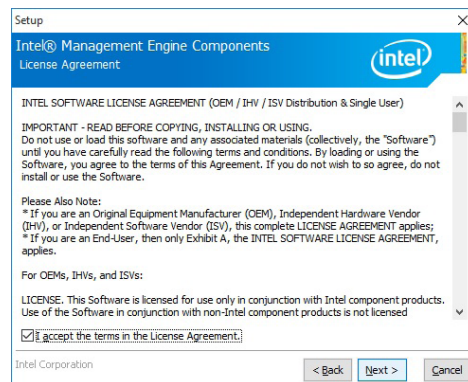 Setup
Intel® Management Engine Components
License Agreement
intel
INTEL SOFTWARE LICENSE AGREEMENT (OEM / IHV / ISV Distribution & Single User)
IMPORTANT - READ BEFORE COPYING, INSTALLING OR USING.
Do not use or load this software and any associated materials (collectively, the "Software")
until you have carefully read the following terms and conditions. By loading or using the
Software, you agree to the terms of this Agreement. If you do not wish to so agree, do not
install or use the Software.
Please Also Note:
* If you are an Original Equipment Manufacturer (OEM), Independent Hardware Vendor
(IHV), or Independent Software Vendor (ISV), this complete LICENSE AGREEMENT applies;
* If you are an End-User, then only Exhibit A, the INTEL SOFTWARE LICENSE AGREEMENT,
applies.
For OEMs, IHVs, and ISVs:
LICENSE. This Software is licensed for use only in conjunction with Intel component products.
Use of the Software in conjunction with non-Intel component products is not licensed
I accept the terms in the License Agreement.
Intel Corporation
< Back
Next >
Cancel